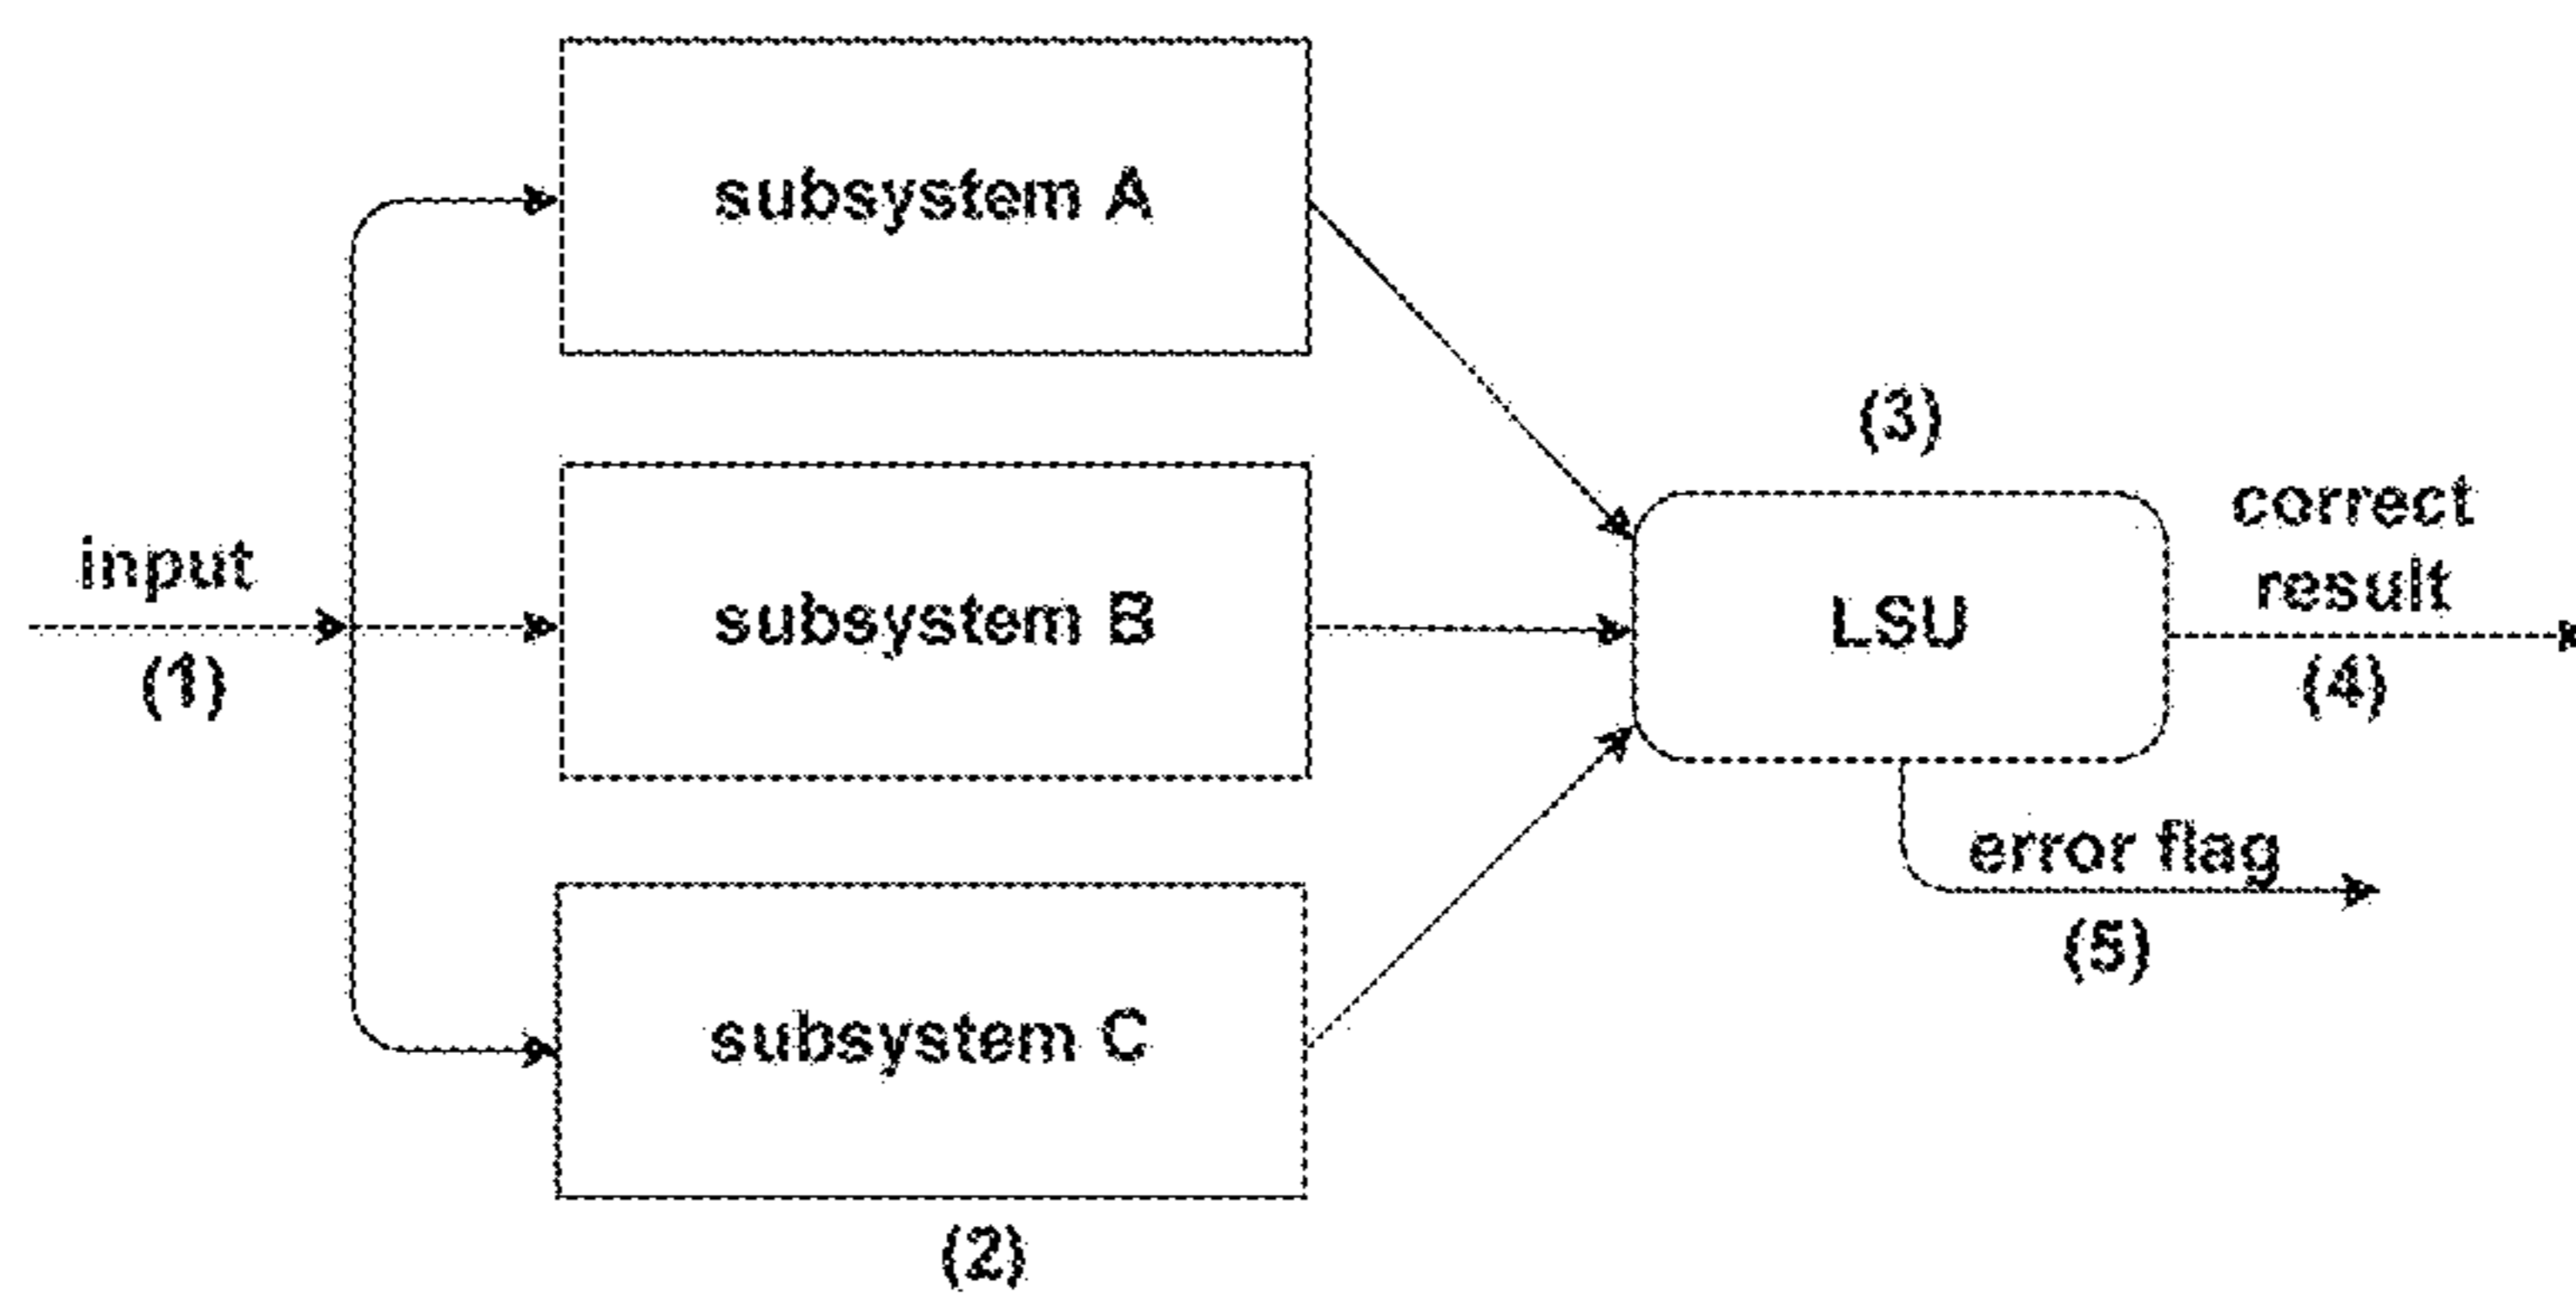 subsystem A
input
(1)
subsystem B
subsystem C
(2)
(3)
LSU
correct
result
(4)
error flag
(5)